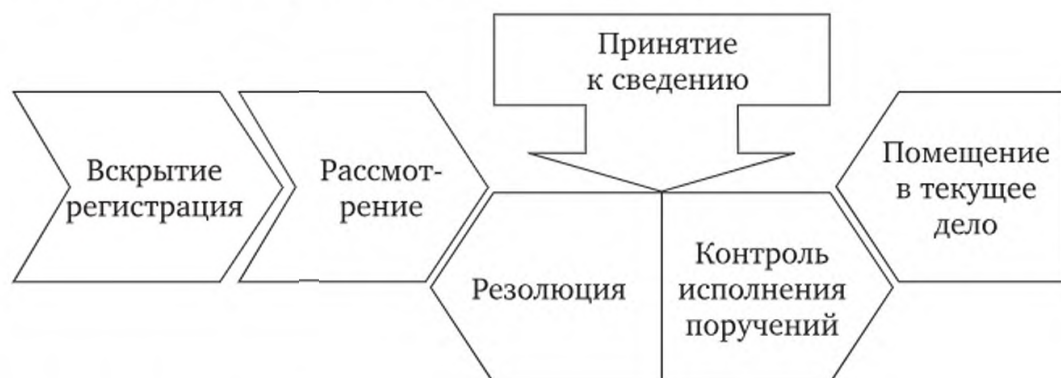 Вскрытие
регистрация
Рассмот-
рение
Принятие
к сведению
Резолюция
Контроль
исполнения
поручений
Помещение
в текущее
дело